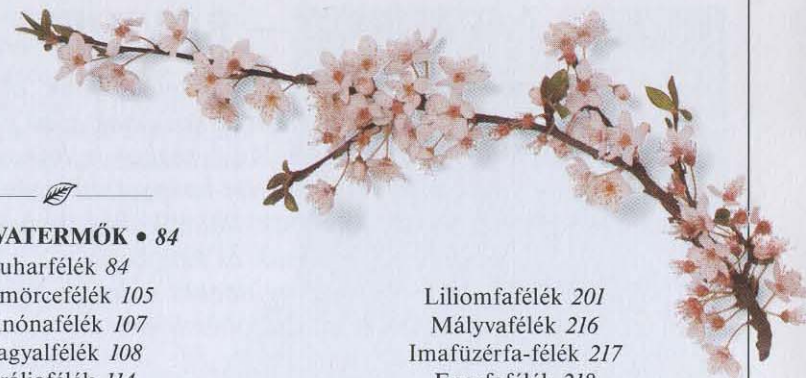 VATERMŐK • 84
uharfélék 84
mörcefélék 105
nónafélék 107
agyalfélék 108
Liliomfafélék 201
Mályvafélék 216
Imafüzérfa-félék 217